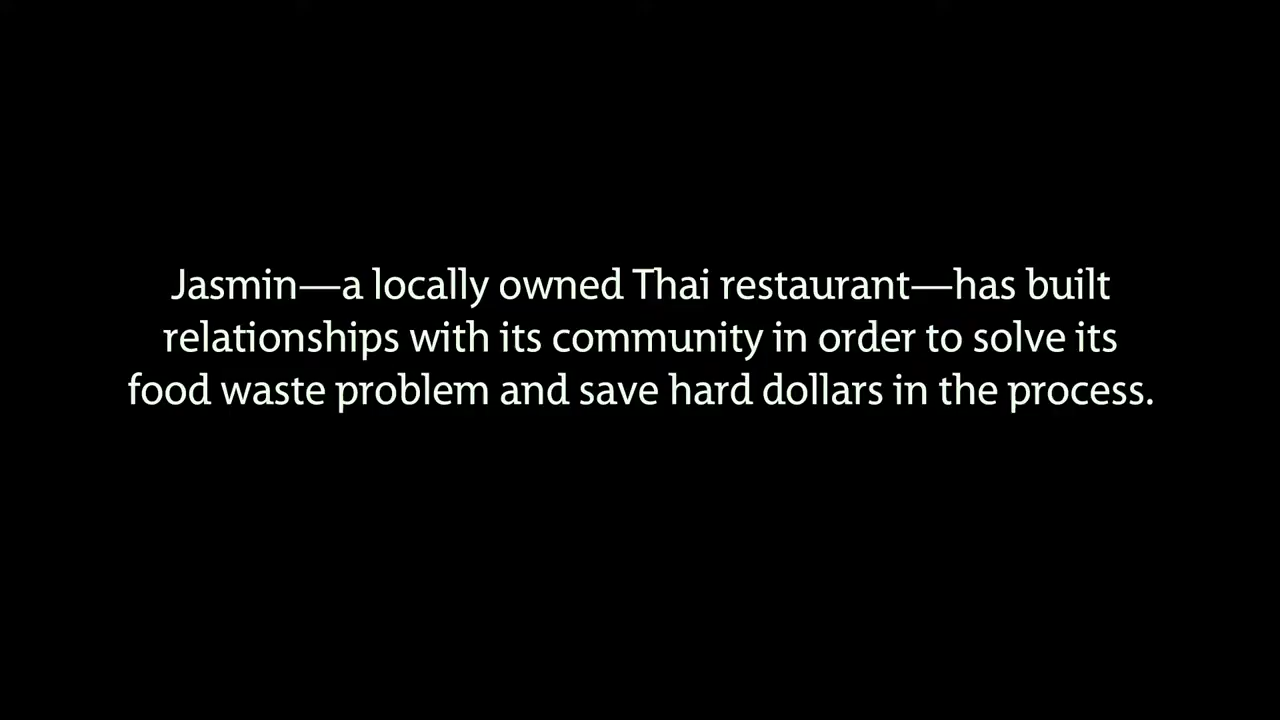 Jasmin—a locally owned Thai restaurant—has built
relationships with its community in order to solve its
food waste problem and save hard dollars in the process.